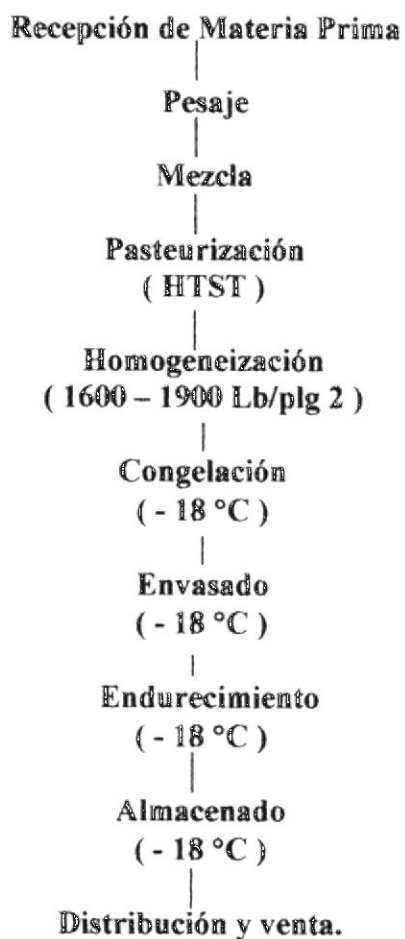 Recepción de Materia Prima
Pesaje
Mezcla
Pasteurización
( HTST )
Homogeneización
( 1600 – 1900 Lb/plg 2 )
Congelación
( - 18 °C )
Envasado
( - 18 °C )
Endurecimiento
( - 18 °C )
Almacenado
( - 18 °C )
Distribución y venta.